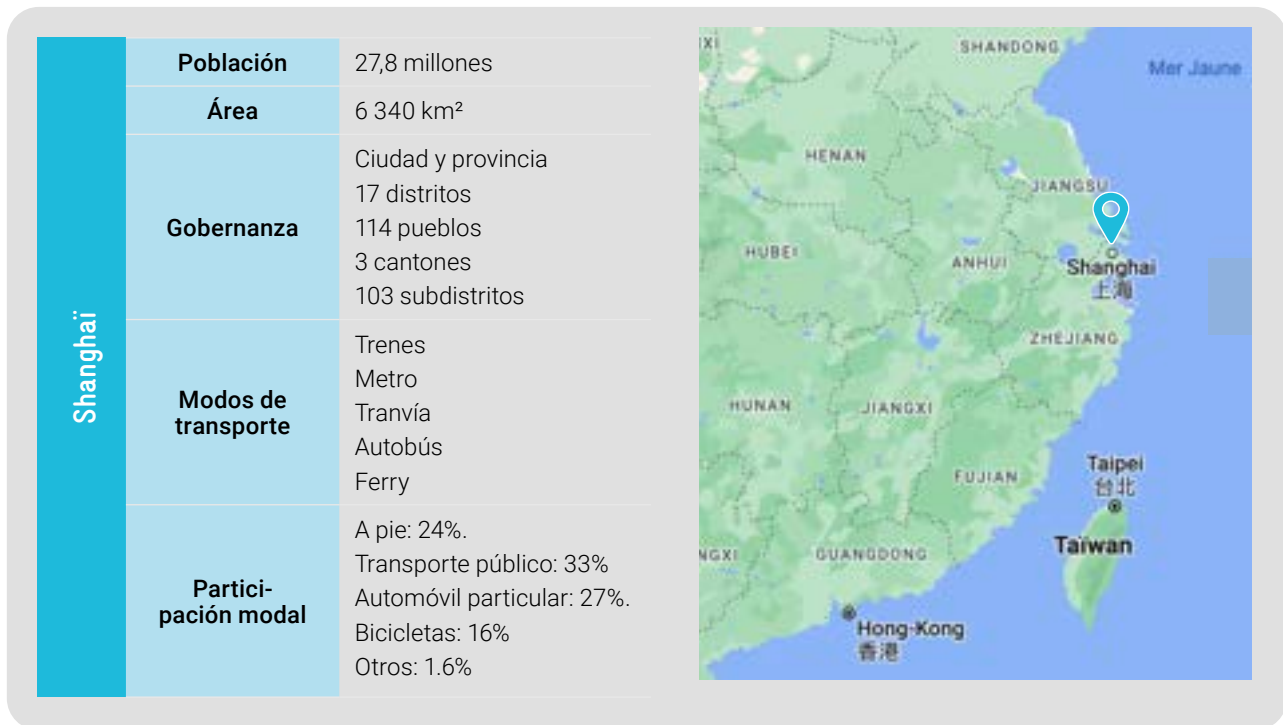 Shanghaï
Población
27,8 millones
Área
6 340 km²
Gobernanza
Ciudad y provincia
17 distritos
114 pueblos
3 cantones
103 subdistritos
Modos de
transporte
Trenes
Metro
Tranvía
Autobús
Ferry
Partici-
pación modal
A pie: 24%.
Transporte público: 33%
Automóvil particular: 27%.
Bicicletas: 16%
Otros: 1.6%
XI
SHANDONG
Mer Jaune
HENAN
JIANGSU
HUBEI
ANHUI
Shanghai
上海
ZHEJIANG
HUNAN
JIANGXI
FUJIAN
Taipei
台北
NGXI
GUANGDONG
Taïwan
Hong-Kong
香港